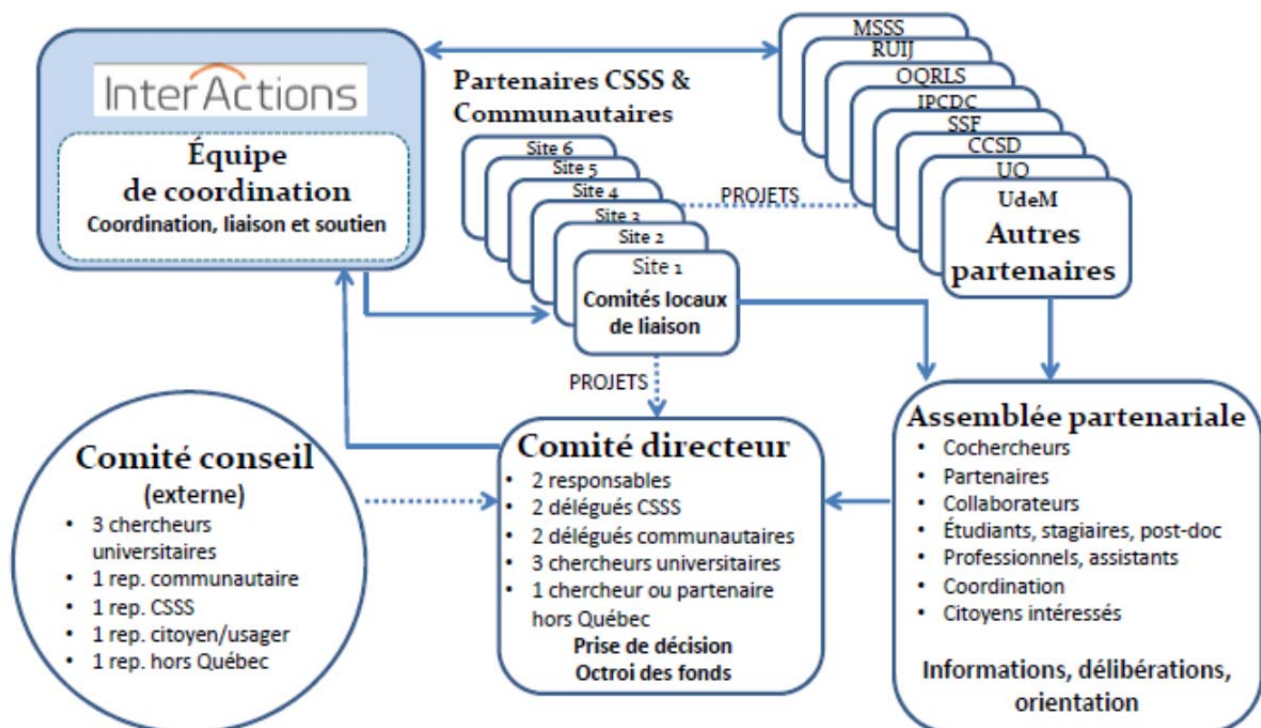 InterActions
Équipe
de coordination
Coordination, liaison et soutien
Partenaires CSSS &
Communautaires
Site 6
Site 5
Site 4
Site 3
Site 2
Site 1
Comités locaux
de liaison
PROJETS
MSSS
RUIJ
OQRLS
IPCDC
SSF
CCSD
UQ
UdeM
Autres
partenaires
PROJETS
Comité conseil
(externe)
• 3 chercheurs
universitaires
• 1 rep. communautaire
• 1 rep. CSSS
• 1 rep. citoyen/usager
• 1 rep. hors Québec
Comité directeur
• 2 responsables
• 2 délégués CSSS
• 2 délégués communautaires
• 3 chercheurs universitaires
• 1 chercheur ou partenaire
hors Québec
Prise de décision
Octroi des fonds
Assemblée partenariale
• Cochercheurs
• Partenaires
• Collaborateurs
• Étudiants, stagiaires, post-doc
• Professionnels, assistants
• Coordination
• Citoyens intéressés
Informations, délibérations,
orientation